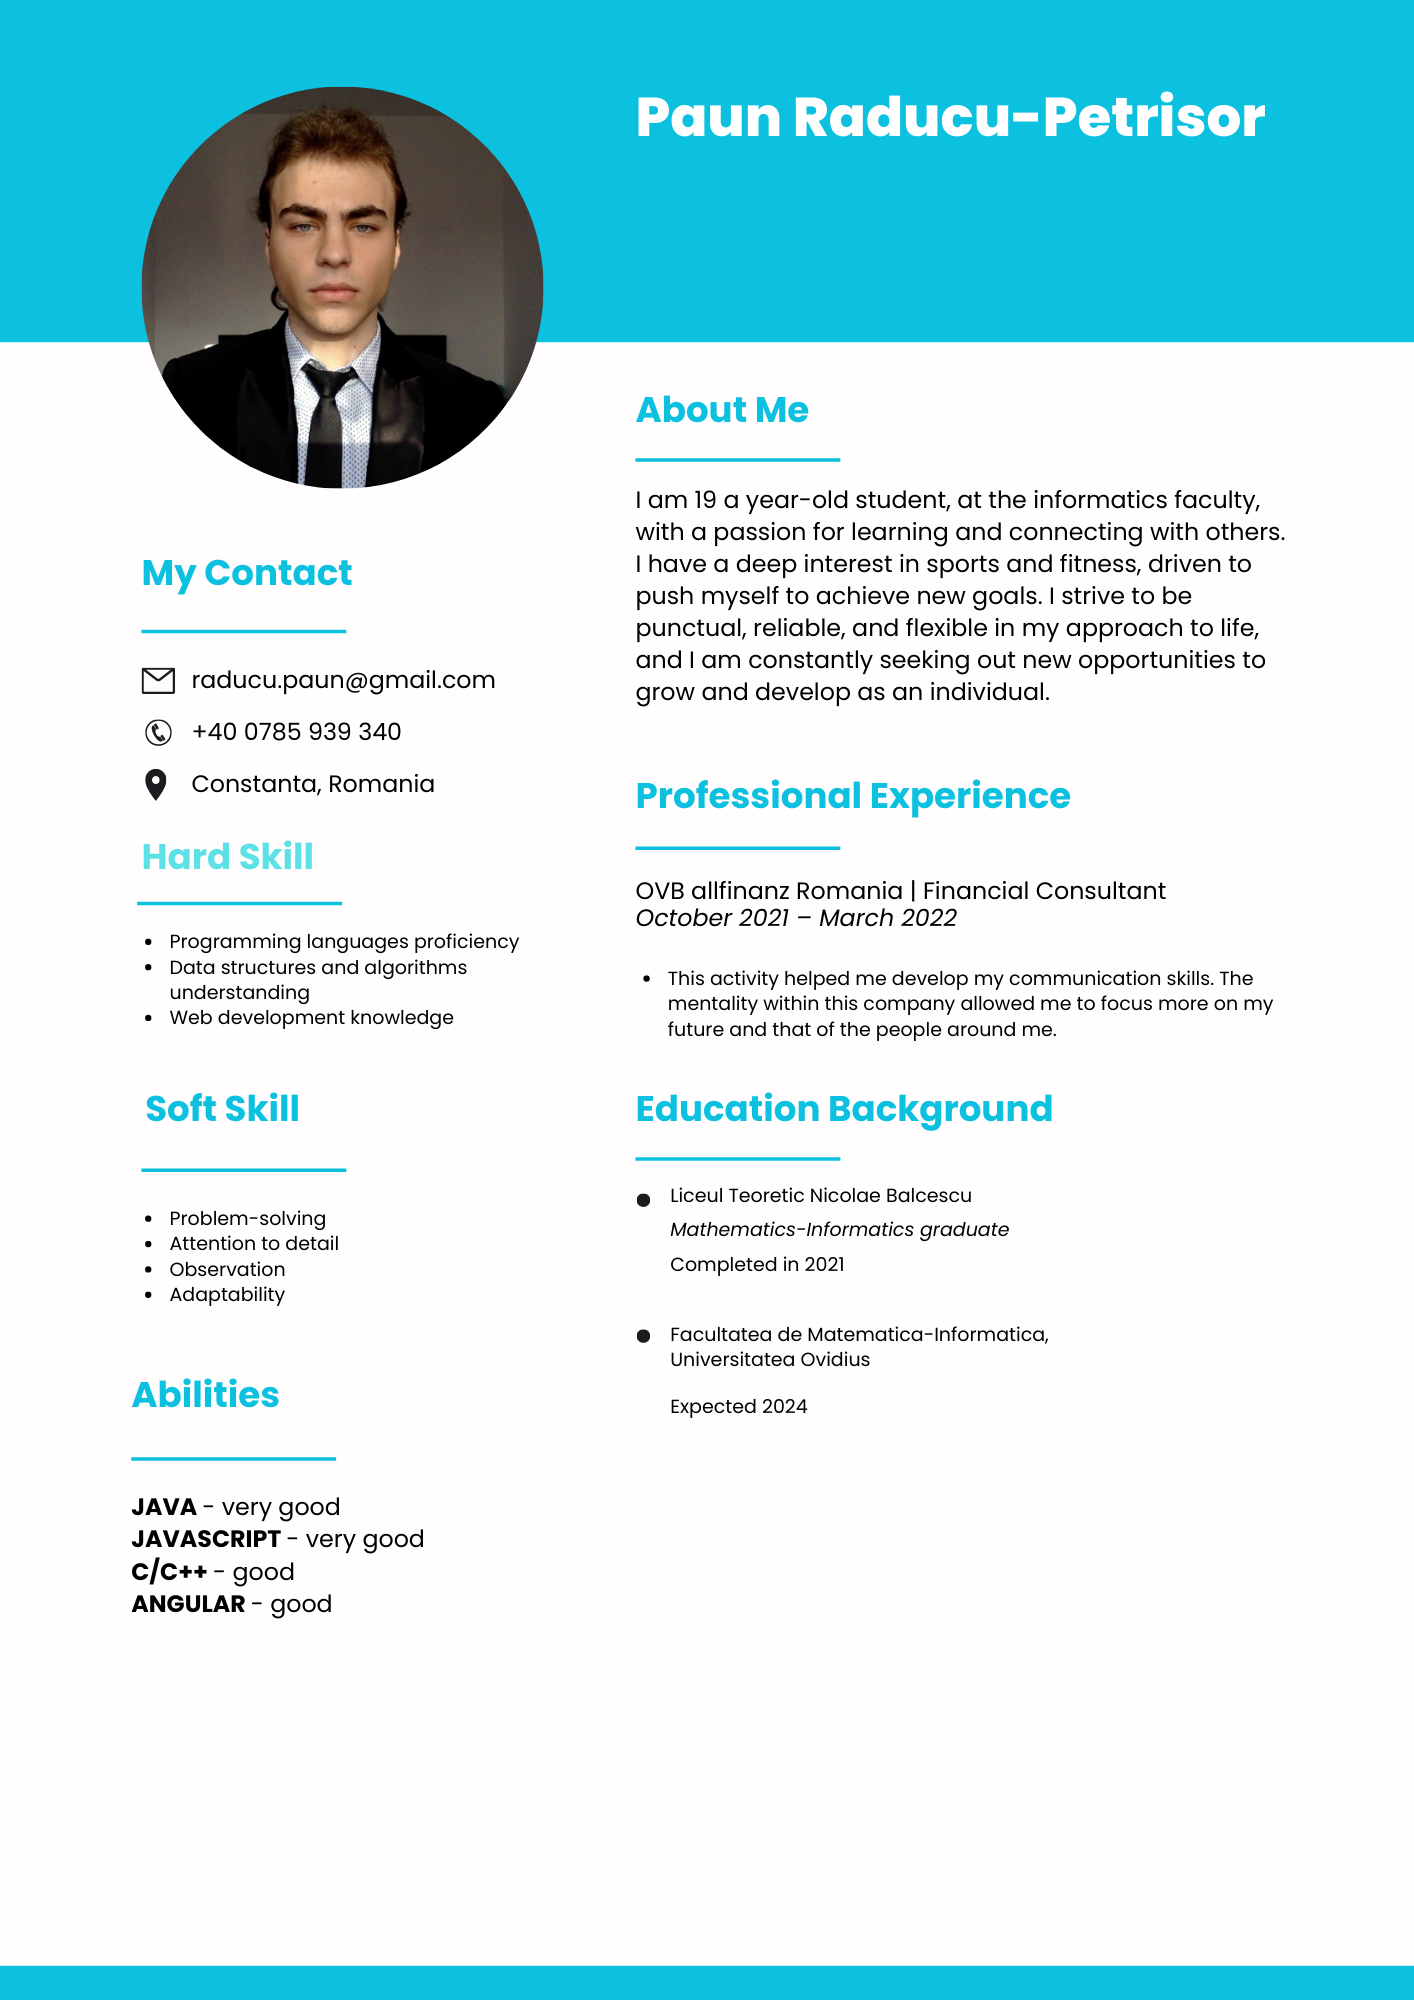 Paun Raducu-Petrisor
My Contact
raducu.paun@gmail.com
+40 0785 939 340
Constanta, Romania
Hard Skill
• Programming languages proficiency
• Data structures and algorithms
understanding
• Web development knowledge
Soft Skill
• Problem-solving
• Attention to detail
• Observation
• Adaptability
Abilities
JAVA - very good
JAVASCRIPT - very good
C/C++ - good
ANGULAR - good
About Me
I am 19 a year-old student, at the informatics faculty,
with a passion for learning and connecting with others.
I have a deep interest in sports and fitness, driven to
push myself to achieve new goals. I strive to be
punctual, reliable, and flexible in my approach to life,
and I am constantly seeking out new opportunities to
grow and develop as an individual.
Professional Experience
OVB allfinanz Romania | Financial Consultant
October 2021 – March 2022
• This activity helped me develop my communication skills. The
mentality within this company allowed me to focus more on my
future and that of the people around me.
Education Background
• Liceul Teoretic Nicolae Balcescu
Mathematics-Informatics graduate
Completed in 2021
• Facultatea de Matematica-Informatica,
Universitatea Ovidius
Expected 2024